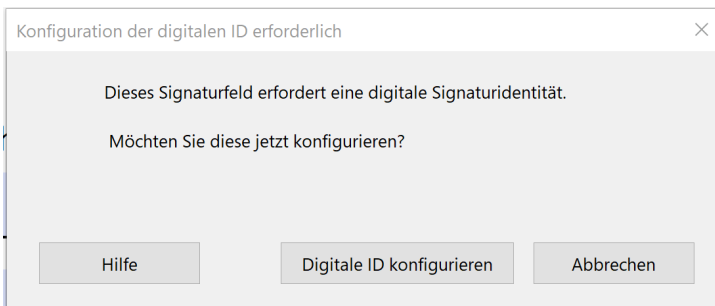 Konfiguration der digitalen ID erforderlich
Dieses Signaturfeld erfordert eine digitale Signaturidentität.
Möchten Sie diese jetzt konfigurieren?
Hilfe
Digitale ID konfigurieren
Abbrechen